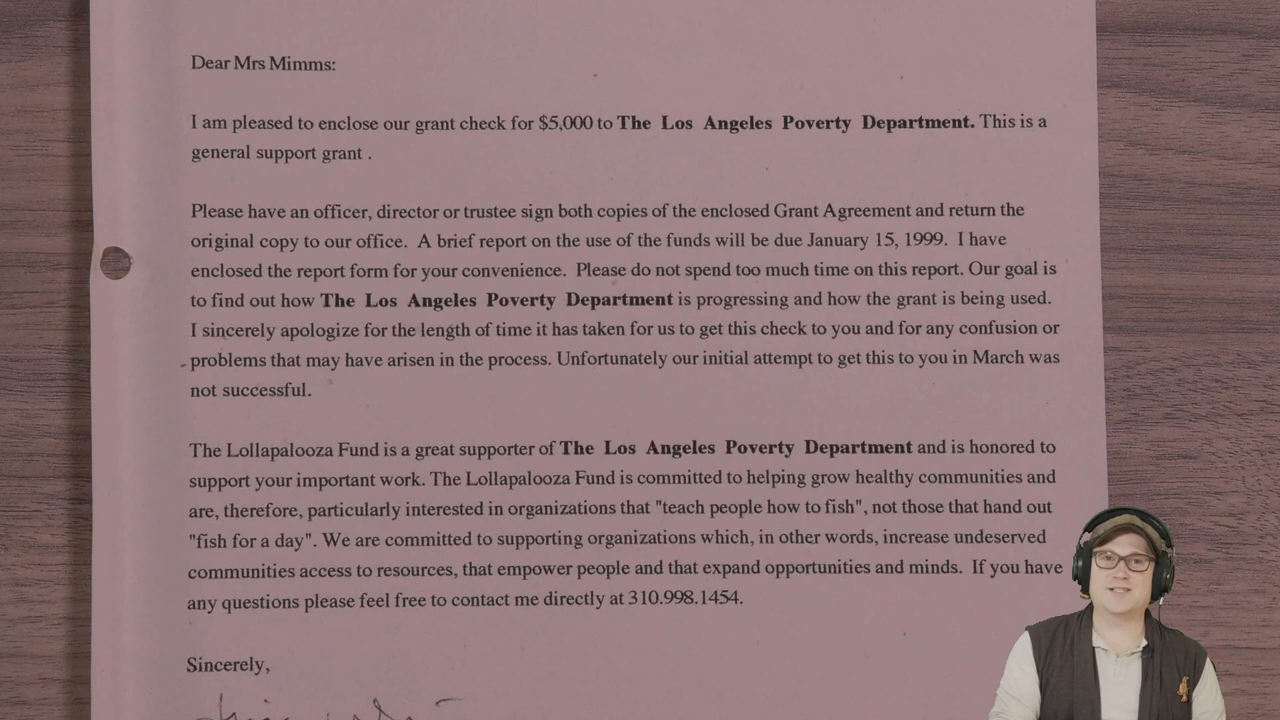 Dear Mrs Mimms:
I am pleased to enclose our grant check for $5,000 to The Los Angeles Poverty Department. This is a
general support grant .
Please have an officer, director or trustee sign both copies of the enclosed Grant Agreement and return the
original copy to our office. A brief report on the use of the funds will be due January 15, 1999. I have
enclosed the report form for your convenience. Please do not spend too much time on this report. Our goal is
to find out how The Los Angeles Poverty Department is progressing and how the grant is being used.
I sincerely apologize for the length of time it has taken for us to get this check to you and for any confusion or
problems that may have arisen in the process. Unfortunately our initial attempt to get this to you in March was
not successful.
The Lollapalooza Fund is a great supporter of The Los Angeles Poverty Department and is honored to
support your important work. The Lollapalooza Fund is committed to helping grow healthy communities and
are, therefore, particularly interested in organizations that "teach people how to fish", not those that hand out
"fish for a day". We are committed to supporting organizations which, in other words, increase undeserved
communities access to resources, that empower people and that expand opportunities and minds. If you have
any questions please feel free to contact me directly at 310.998.1454.
Sincerely,